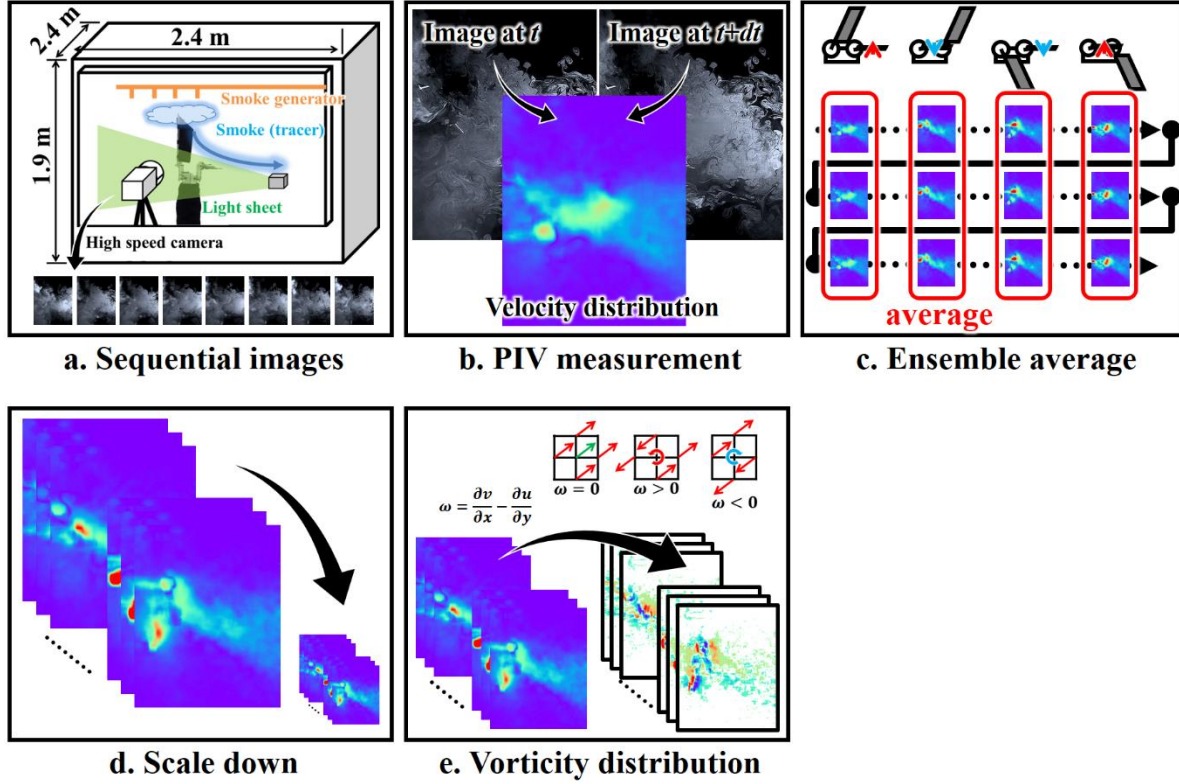 2.4 m
2.4 m
1.9 m
Smoke generator
Smoke (tracer)
Light sheet
High speed camera
a. Sequential images
Image at t
Image at t+dt
Velocity distribution
b. PIV measurement
average
c. Ensemble average
d. Scale down
ω = 0
ω > 0
ω < 0
ω = ∂v/∂x − ∂u/∂y
e. Vorticity distribution